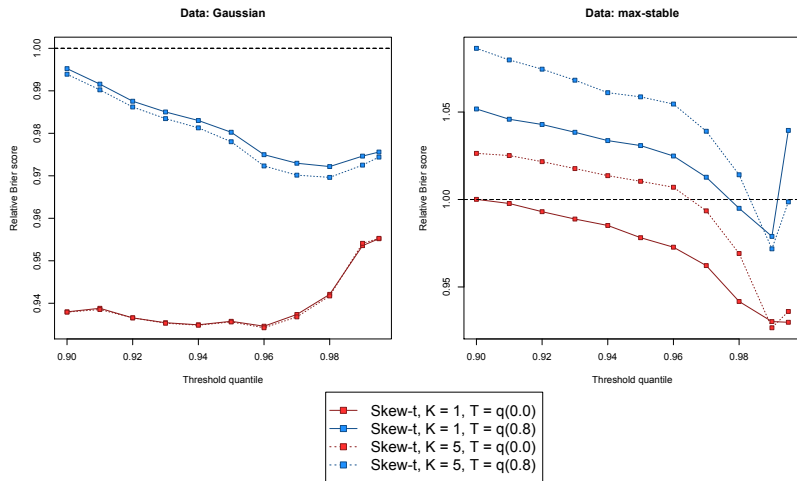 Data: Gaussian
Relative Brier score
1.00
0.99
0.98
0.97
0.96
0.95
0.94
0.90 0.92 0.94 0.96 0.98
Threshold quantile
Data: max-stable
Relative Brier score
1.05
1.00
0.95
0.90 0.92 0.94 0.96 0.98
Threshold quantile
Skew-t, K = 1, T = q(0.0)
Skew-t, K = 1, T = q(0.8)
Skew-t, K = 5, T = q(0.0)
Skew-t, K = 5, T = q(0.8)